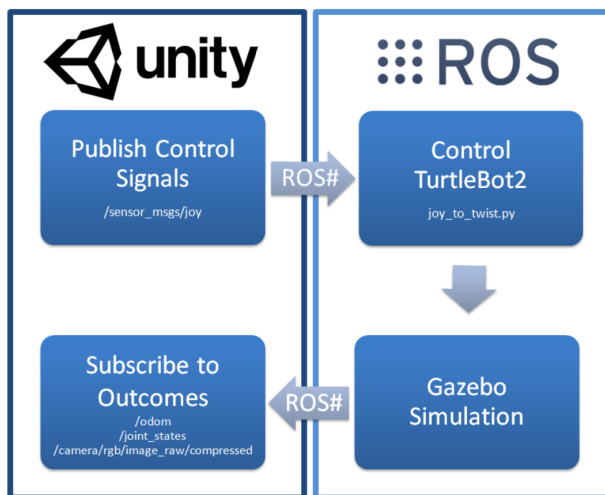 unity
ROS
Publish Control
Signals
/sensor_msgs/joy
ROS#
Control
TurtleBot2
joy_to_twist.py
Subscribe to
Outcomes
/odom
/joint_states
/camera/rgb/image_raw/compressed
ROS#
Gazebo
Simulation